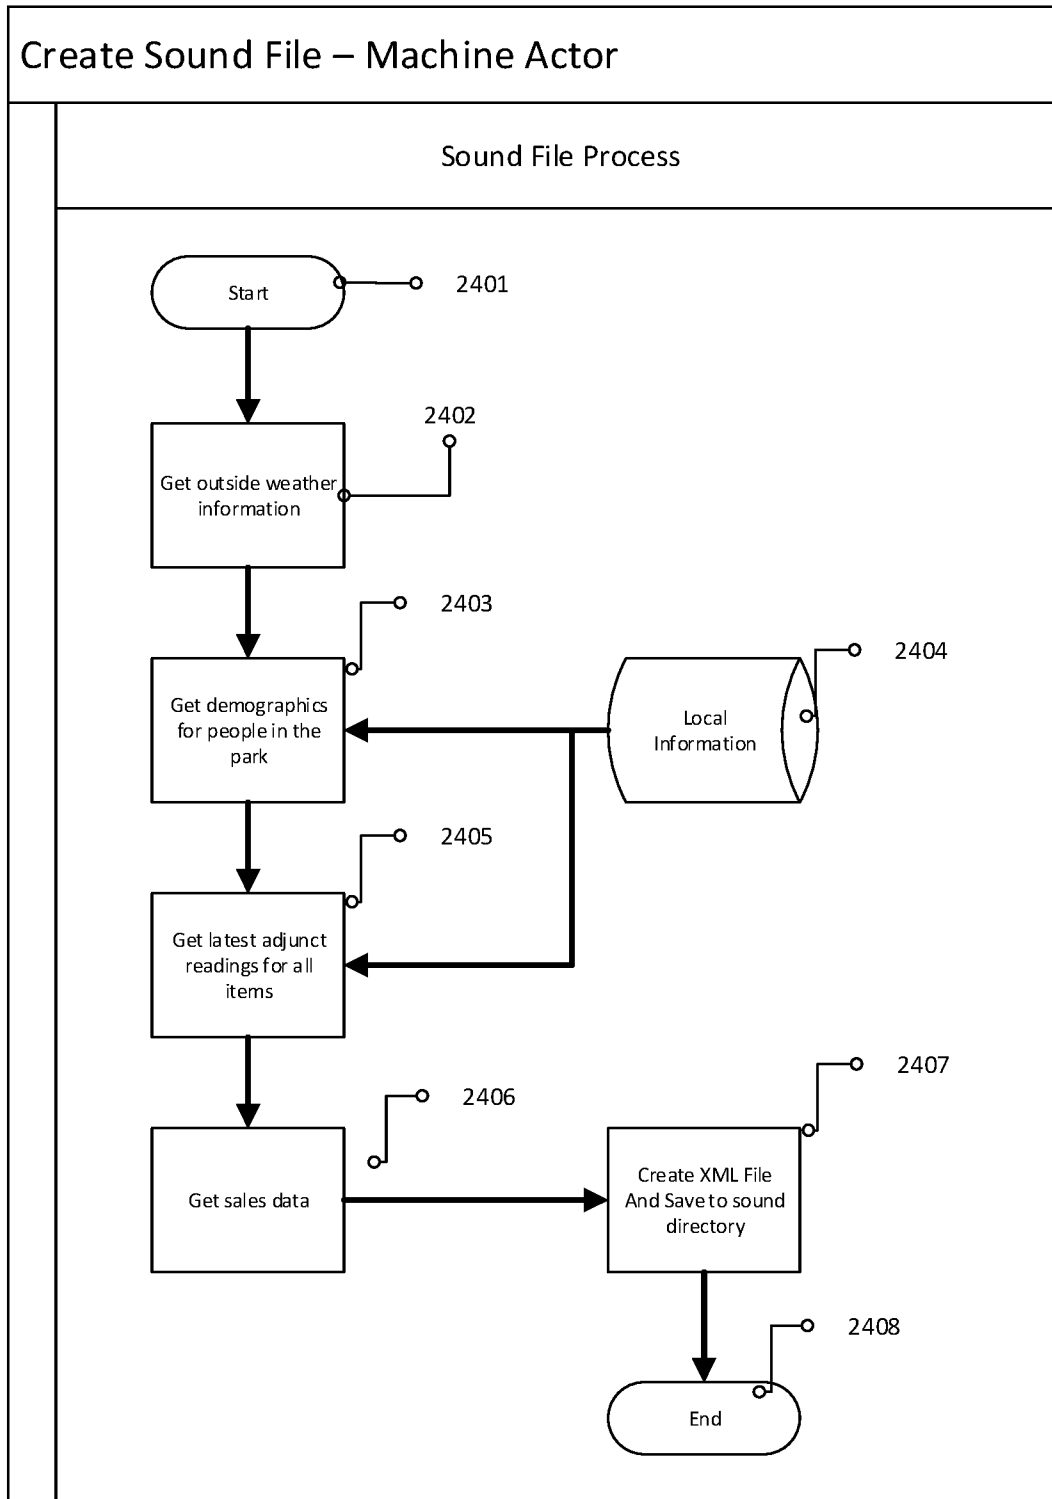 Create Sound File – Machine Actor
Sound File Process
Start
2401
2402
Get outside weather
information
2403
Get demographics
for people in the
park
2404
Local
Information
2405
Get latest adjunct
readings for all
items
2406
Get sales data
2407
Create XML File
And Save to sound
directory
2408
End